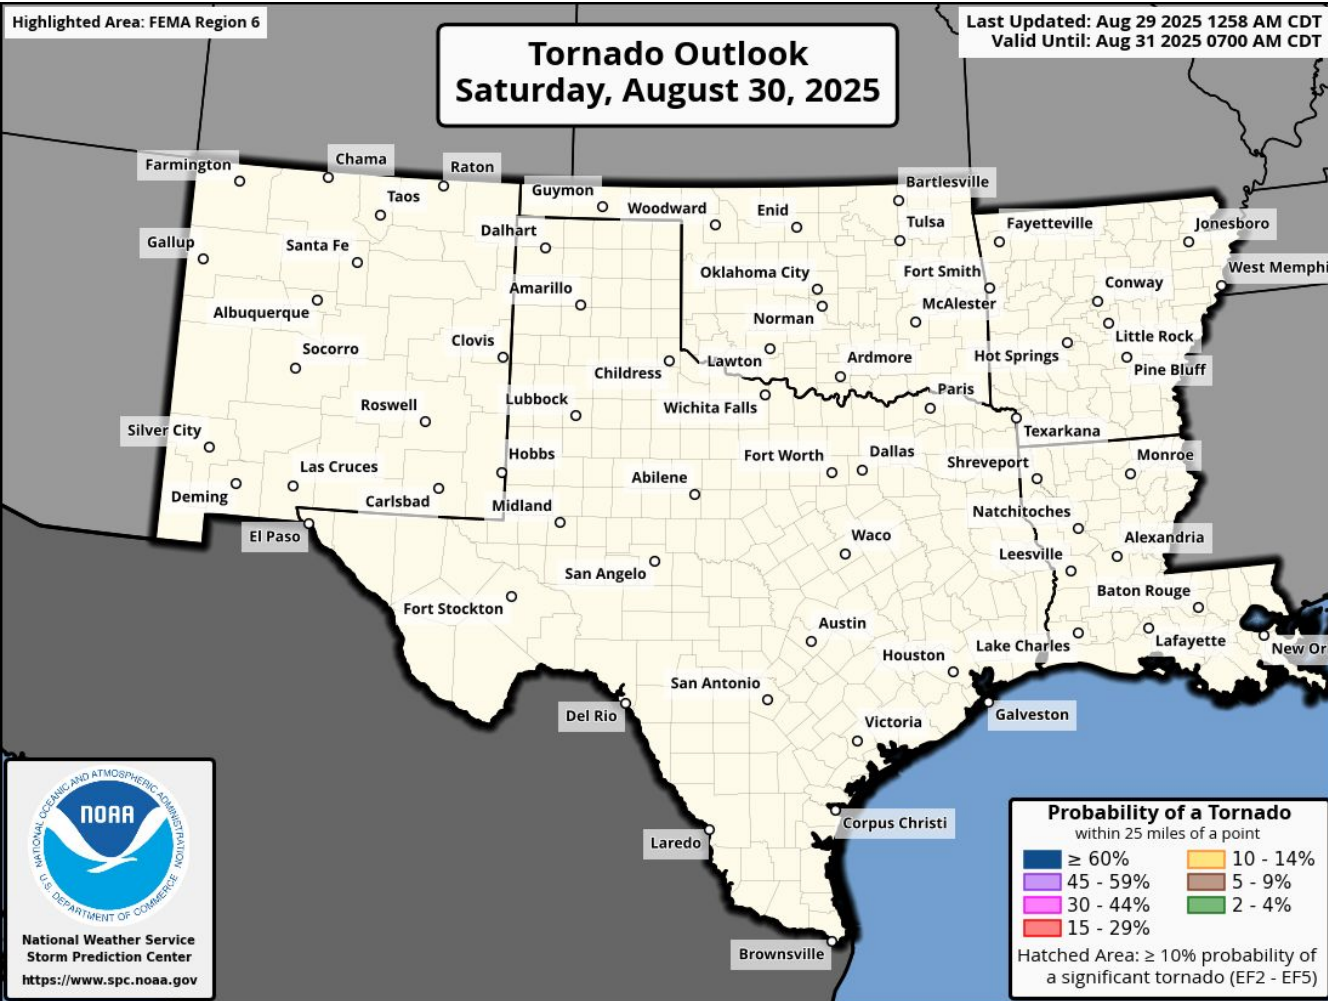 Highlighted Area: FEMA Region 6
Last Updated: Aug 29 2025 1258 AM CDT
Valid Until: Aug 31 2025 0700 AM CDT
Tornado Outlook
Saturday, August 30, 2025
Farmington
Chama
Raton
Taos
Guymon
Woodward
Enid
Bartlesville
Tulsa
Fayetteville
Jonesboro
Gallup
Santa Fe
Dalhart
Oklahoma City
Fort Smith
West Memphi
Conway
Amarillo
McAlester
Albuquerque
Norman
Little Rock
Socorro
Clovis
Lawton
Ardmore
Hot Springs
Pine Bluff
Childress
Roswell
Lubbock
Wichita Falls
Paris
Silver City
Texarkana
Las Cruces
Hobbs
Fort Worth
Dallas
Shreveport
Monroe
Deming
Carlsbad
Midland
Abilene
Natchitoches
El Paso
Waco
Leesville
Alexandria
San Angelo
Baton Rouge
Fort Stockton
Austin
Lake Charles
Lafayette
New Or
Houston
San Antonio
Del Rio
Victoria
Galveston
Corpus Christi
Laredo
Brownsville
NATIONAL OCEANIC AND ATMOSPHERIC ADMINISTRATION
NOAA
U.S. DEPARTMENT OF COMMERCE
National Weather Service
Storm Prediction Center
https://www.spc.noaa.gov
Probability of a Tornado
within 25 miles of a point
≥ 60%
45 - 59%
30 - 44%
15 - 29%
10 - 14%
5 - 9%
2 - 4%
Hatched Area: ≥ 10% probability of
a significant tornado (EF2 - EF5)